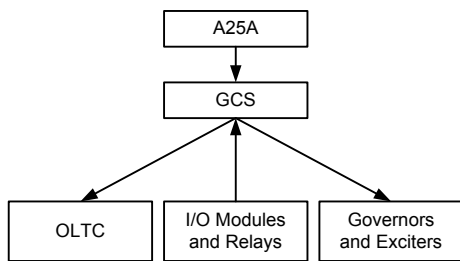 A25A
GCS
OLTC
I/O Modules
and Relays
Governors
and Exciters